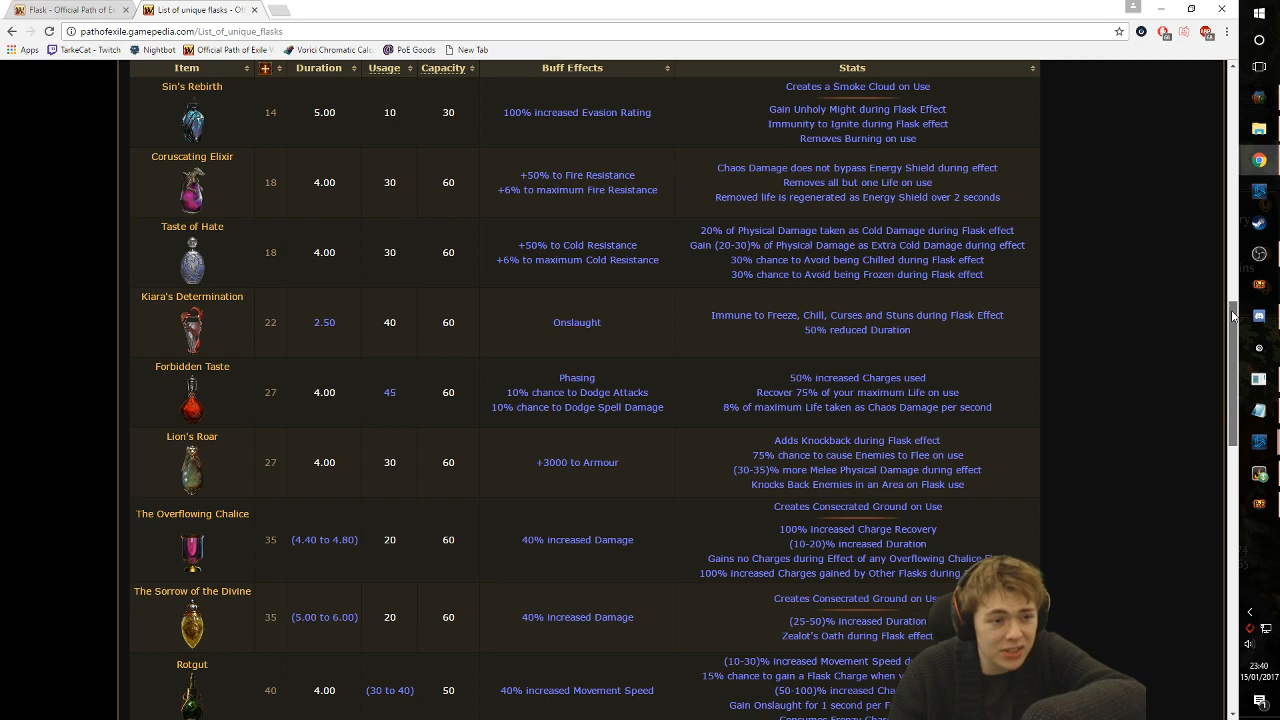 Flask - Official Path of Ex
List of unique flasks - Off
pathofexile.gamepedia.com/List_of_unique_flasks
Apps TarkeCat - Twitch Nightbot Official Path of Exile W Vorici Chromatic Calc PoE Goods New Tab
Item Duration Usage Capacity Buff Effects Stats
Sin's Rebirth
14 5.00 10 30
100% increased Evasion Rating
Creates a Smoke Cloud on Use
Gain Unholy Might during Flask Effect
Immunity to Ignite during Flask effect
Removes Burning on use
Coruscating Elixir
18 4.00 30 60
+50% to Fire Resistance
+6% to maximum Fire Resistance
Chaos Damage does not bypass Energy Shield during effect
Removes all but one Life on use
Removed life is regenerated as Energy Shield over 2 seconds
Taste of Hate
18 4.00 30 60
+50% to Cold Resistance
+6% to maximum Cold Resistance
20% of Physical Damage taken as Cold Damage during Flask effect
Gain (20-30)% of Physical Damage as Extra Cold Damage during effect
30% chance to Avoid being Chilled during Flask effect
30% chance to Avoid being Frozen during Flask effect
Kiara's Determination
22 2.50 40 60
Onslaught
Immune to Freeze, Chill, Curses and Stuns during Flask Effect
50% reduced Duration
Forbidden Taste
27 4.00 45 60
Phasing
10% chance to Dodge Attacks
10% chance to Dodge Spell Damage
50% increased Charges used
Recover 75% of your maximum Life on use
8% of maximum Life taken as Chaos Damage per second
Lion's Roar
27 4.00 30 60
+3000 to Armour
Adds Knockback during Flask effect
75% chance to cause Enemies to Flee on use
(30-35)% more Melee Physical Damage during effect
Knocks Back Enemies in an Area on Flask use
The Overflowing Chalice
35 (4.40 to 4.80) 20 60
40% increased Damage
Creates Consecrated Ground on Use
100% increased Charge Recovery
(10-20)% increased Duration
Gains no Charges during Effect of any Overflowing Chalice
100% increased Charges gained by Other Flasks during
The Sorrow of the Divine
35 (5.00 to 6.00) 20 60
40% increased Damage
Creates Consecrated Ground on Use
(25-50)% increased Duration
Zealot's Oath during Flask effect
Rotgut
40 4.00 (30 to 40) 50
40% increased Movement Speed
(10-30)% increased Movement Speed
15% chance to gain a Flask Charge when
(50-100)% increased
Gain Onslaught for 1 second per
Consumes Frenzy
23:40
15/01/2017